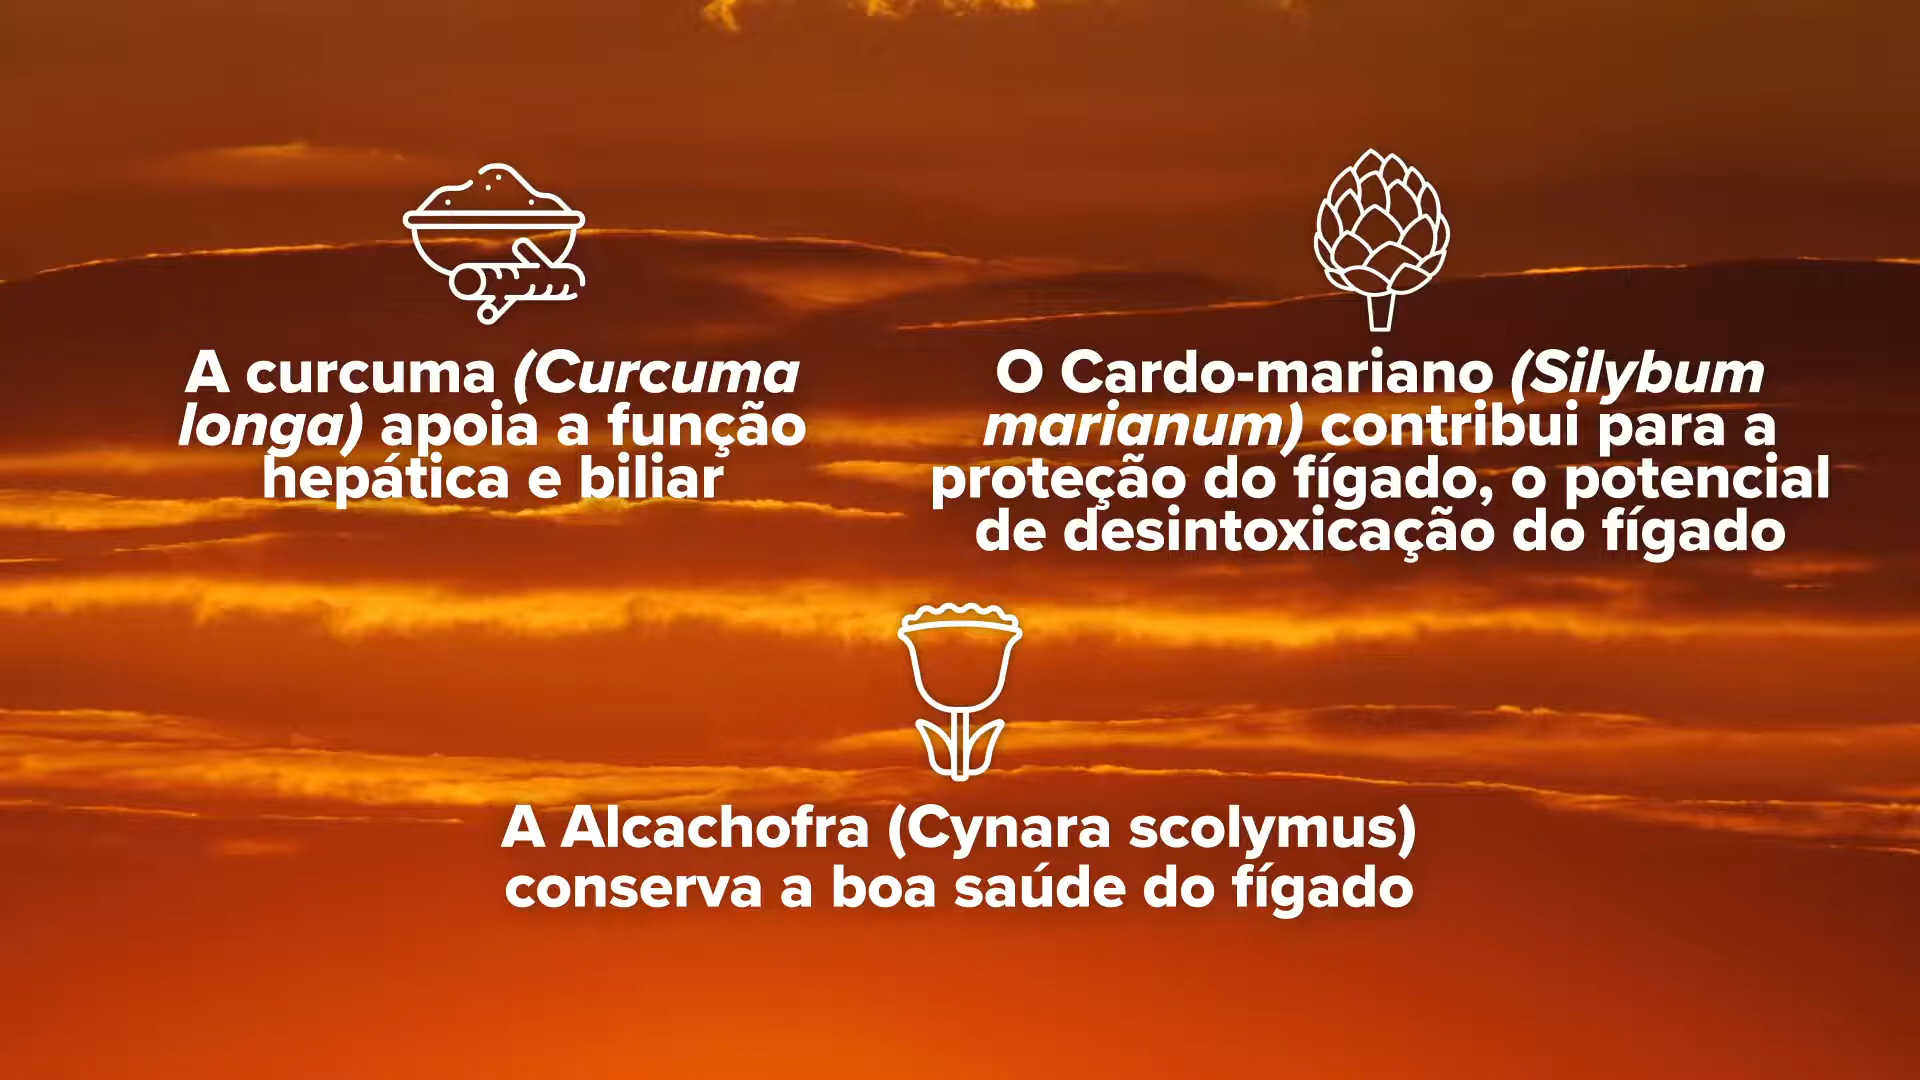 A curcuma (Curcuma
longa) apoia a função
hepática e biliar
O Cardo-mariano (Silybum
marianum) contribui para a
proteção do fígado, o potencial
de desintoxicação do fígado
A Alcachofra (Cynara scolymus)
conserva a boa saúde do fígado